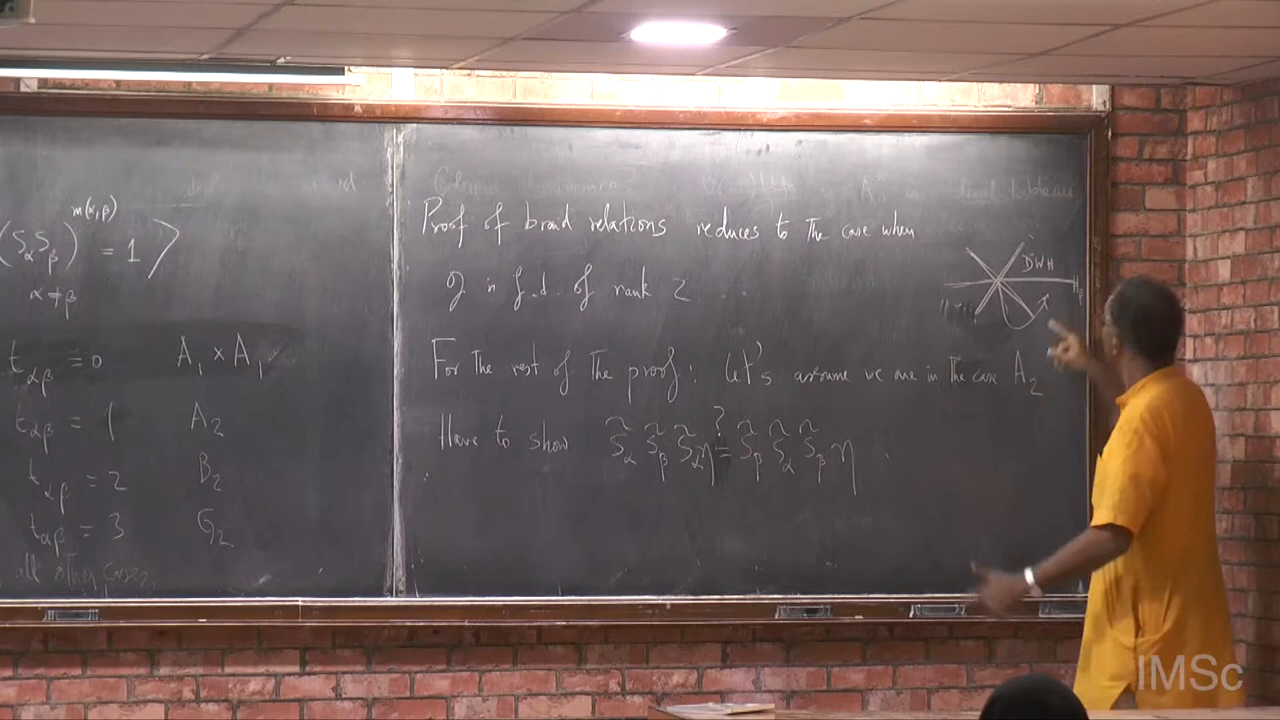 (S_α S_β)^{m(α,β)} = 1 ⟩
α ≠ β
t_{αβ} = 0 A_1 × A_1
t_{αβ} = 1 A_2
t_{αβ} = 2 B_2
t_{αβ} = 3 G_2
all other cases.
Proof of braid relations reduces to the case when
g is f.d. of rank 2 ...
For the rest of the proof: let's assume we are in the case A_2
Have to show s̃_α s̃_β s̃_α η ?= s̃_β s̃_α s̃_β η
DWH
H_β
IMSc